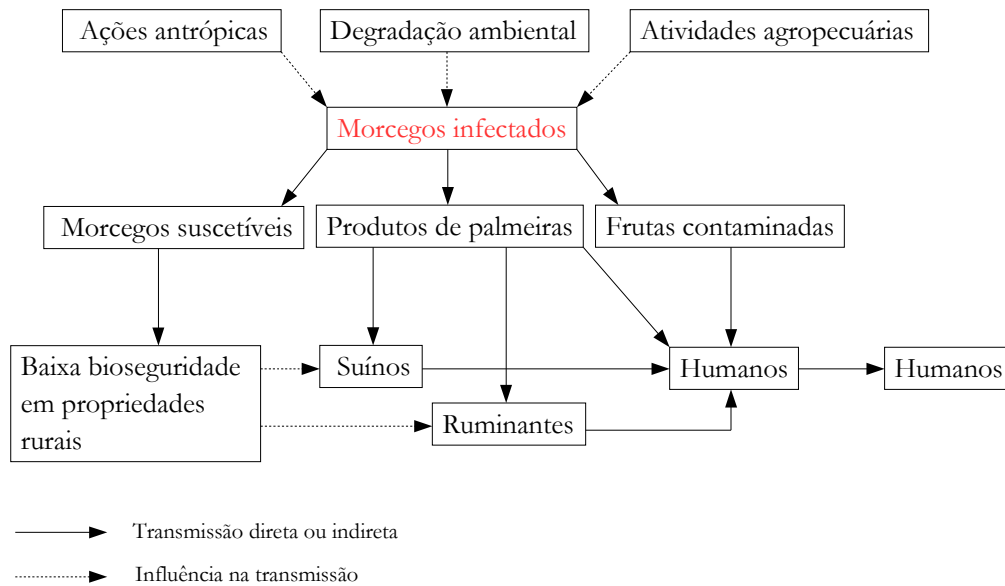 Ações antrópicas
Degradação ambiental
Atividades agropecuárias
Morcegos infectados
Morcegos suscetíveis
Produtos de palmeiras
Frutas contaminadas
Baixa bioseguridade
em propriedades
rurais
Suínos
Humanos
Humanos
Ruminantes
Transmissão direta ou indireta
Influência na transmissão